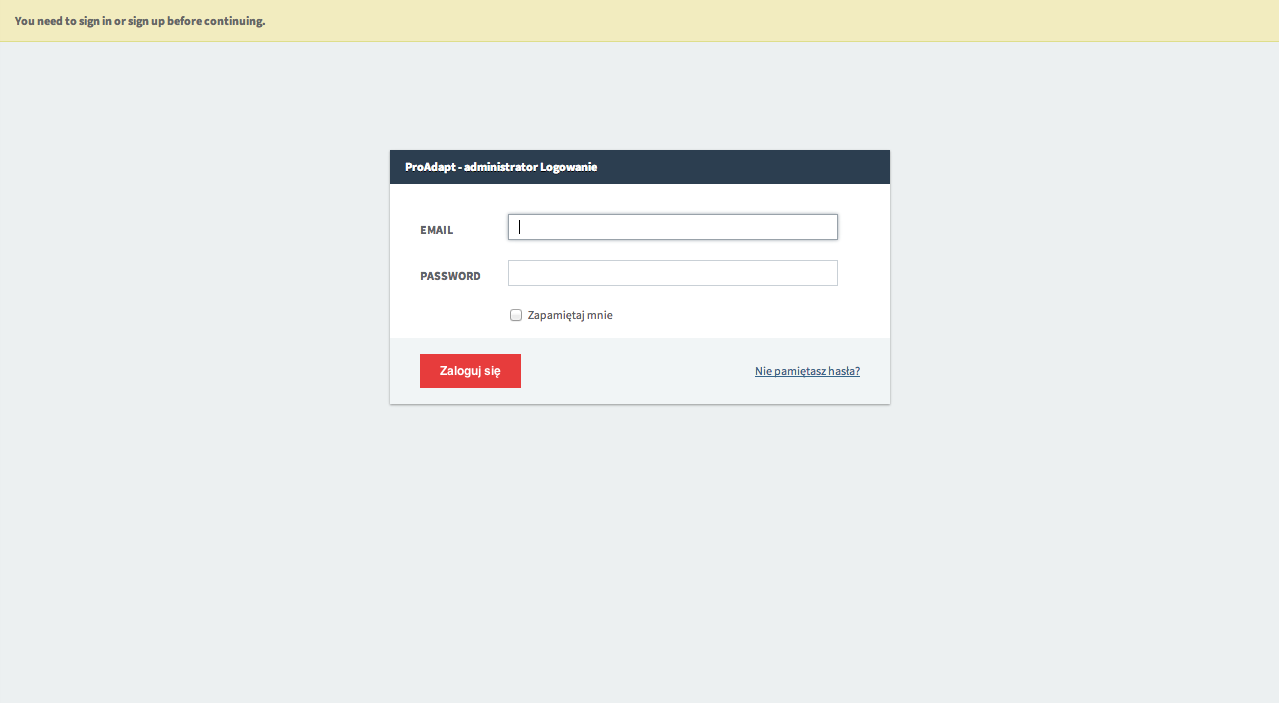 You need to sign in or sign up before continuing.
ProAdapt - administrator Logowanie
EMAIL
PASSWORD
Zapamiętaj mnie
Zaloguj się
Nie pamiętasz hasła?